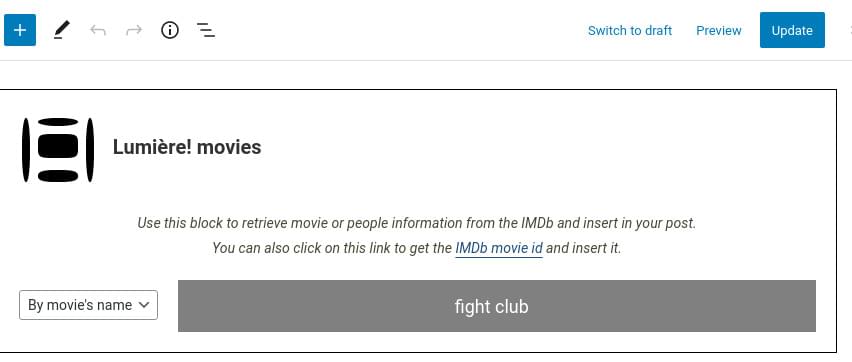 Switch to draft Preview Update
Lumière! movies
Use this block to retrieve movie or people information from the IMDb and insert in your post.
You can also click on this link to get the IMDb movie id and insert it.
By movie's name fight club